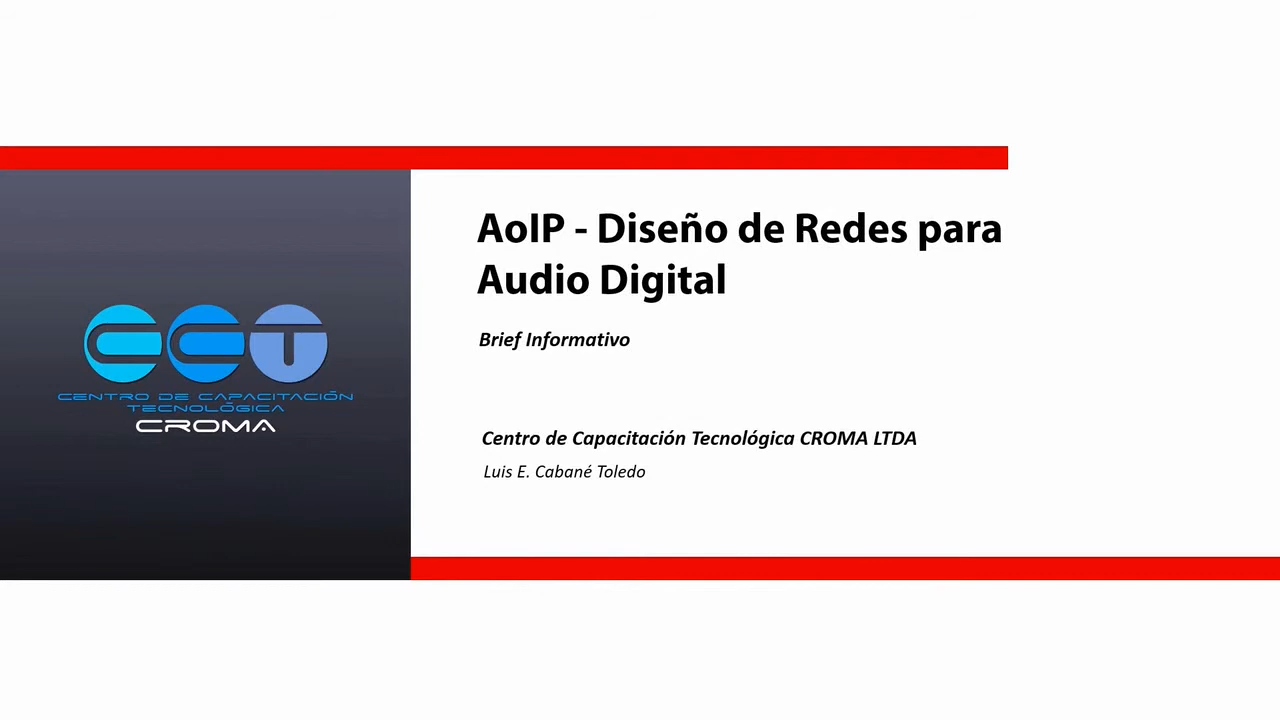 CCT
CENTRO DE CAPACITACIÓN
TECNOLÓGICA
CROMA
AoIP - Diseño de Redes para
Audio Digital
Brief Informativo
Centro de Capacitación Tecnológica CROMA LTDA
Luis E. Cabané Toledo